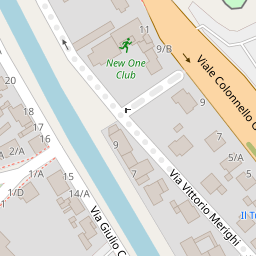 11
9/B
New One
Club
Viale Colonnello
20
18
17
16
9
9
7
7
5/A
5
2/A
1/A
1/D
15/A
14
Via Vittorio Merighi
Via Giulio
Il